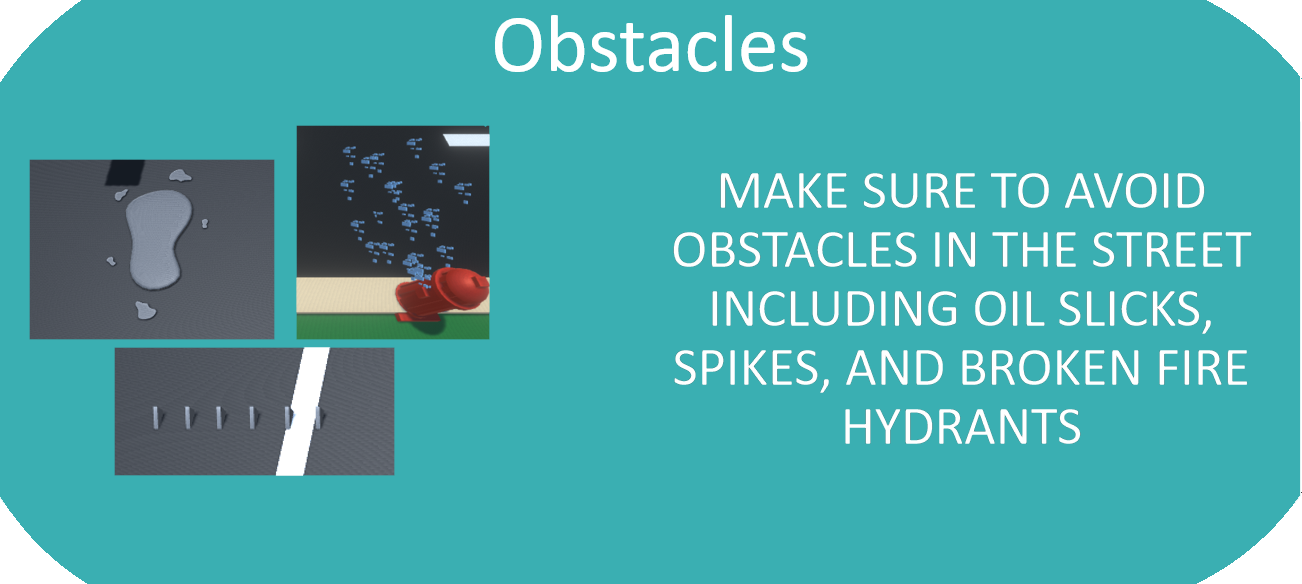 Obstacles
MAKE SURE TO AVOID
OBSTACLES IN THE STREET
INCLUDING OIL SLICKS,
SPIKES, AND BROKEN FIRE
HYDRANTS